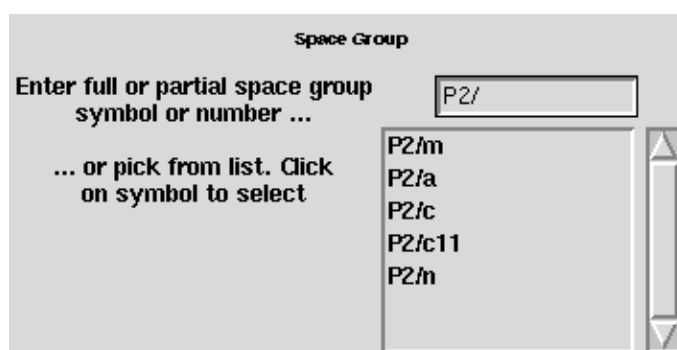 Space Group
Enter full or partial space group
symbol or number ...
P2/
... or pick from list. Click
on symbol to select
P2/m
P2/a
P2/c
P2/c11
P2/n